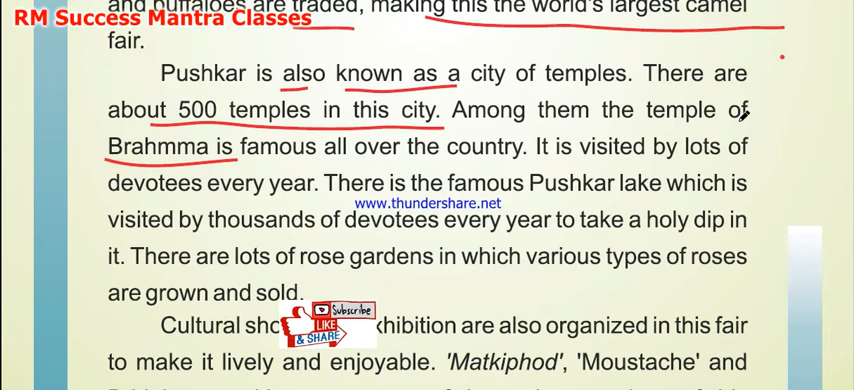 and buffaloes are traded, making this the world's largest camel
RM Success Mantra Classes
fair.
Pushkar is also known as a city of temples. There are
about 500 temples in this city. Among them the temple of
Brahmma is famous all over the country. It is visited by lots of
devotees every year. There is the famous Pushkar lake which is
www.thundershare.net
visited by thousands of devotees every year to take a holy dip in
it. There are lots of rose gardens in which various types of roses
are grown and sold.
Subscribe
LIKE
& SHARE
Cultural exhibition are also organized in this fair
to make it lively and enjoyable. 'Matkiphod', 'Moustache' and